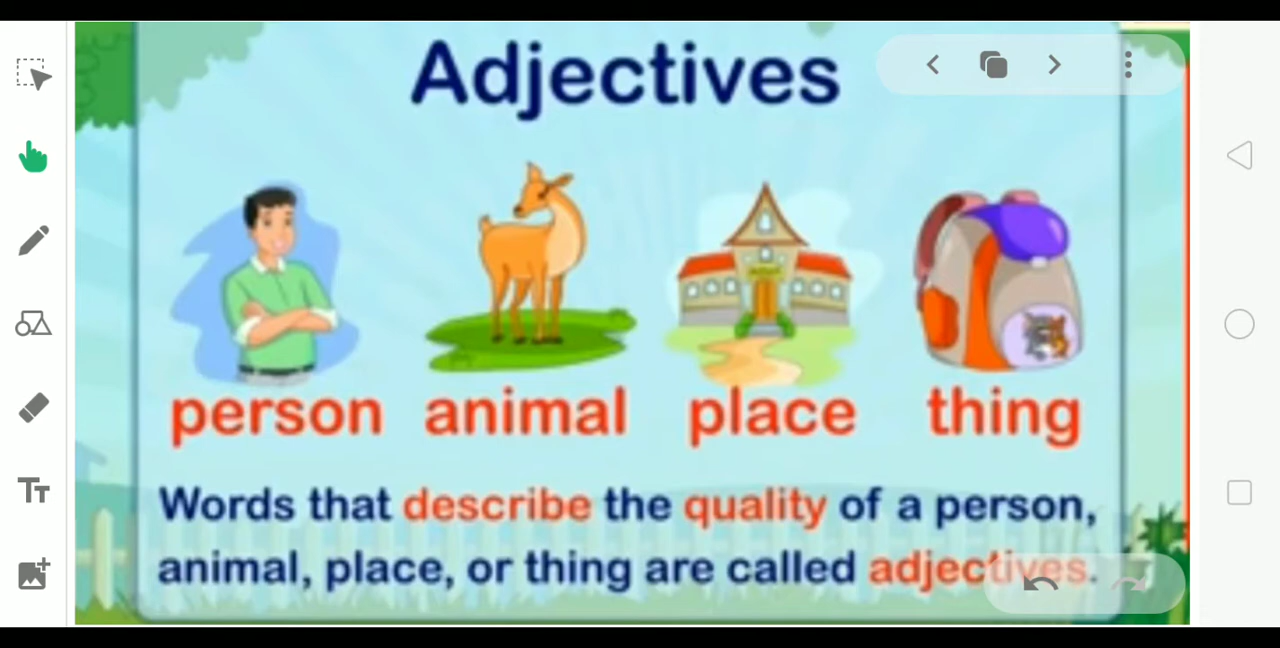 Adjectives
person animal place thing
Words that describe the quality of a person,
animal, place, or thing are called adjectives.
Tт